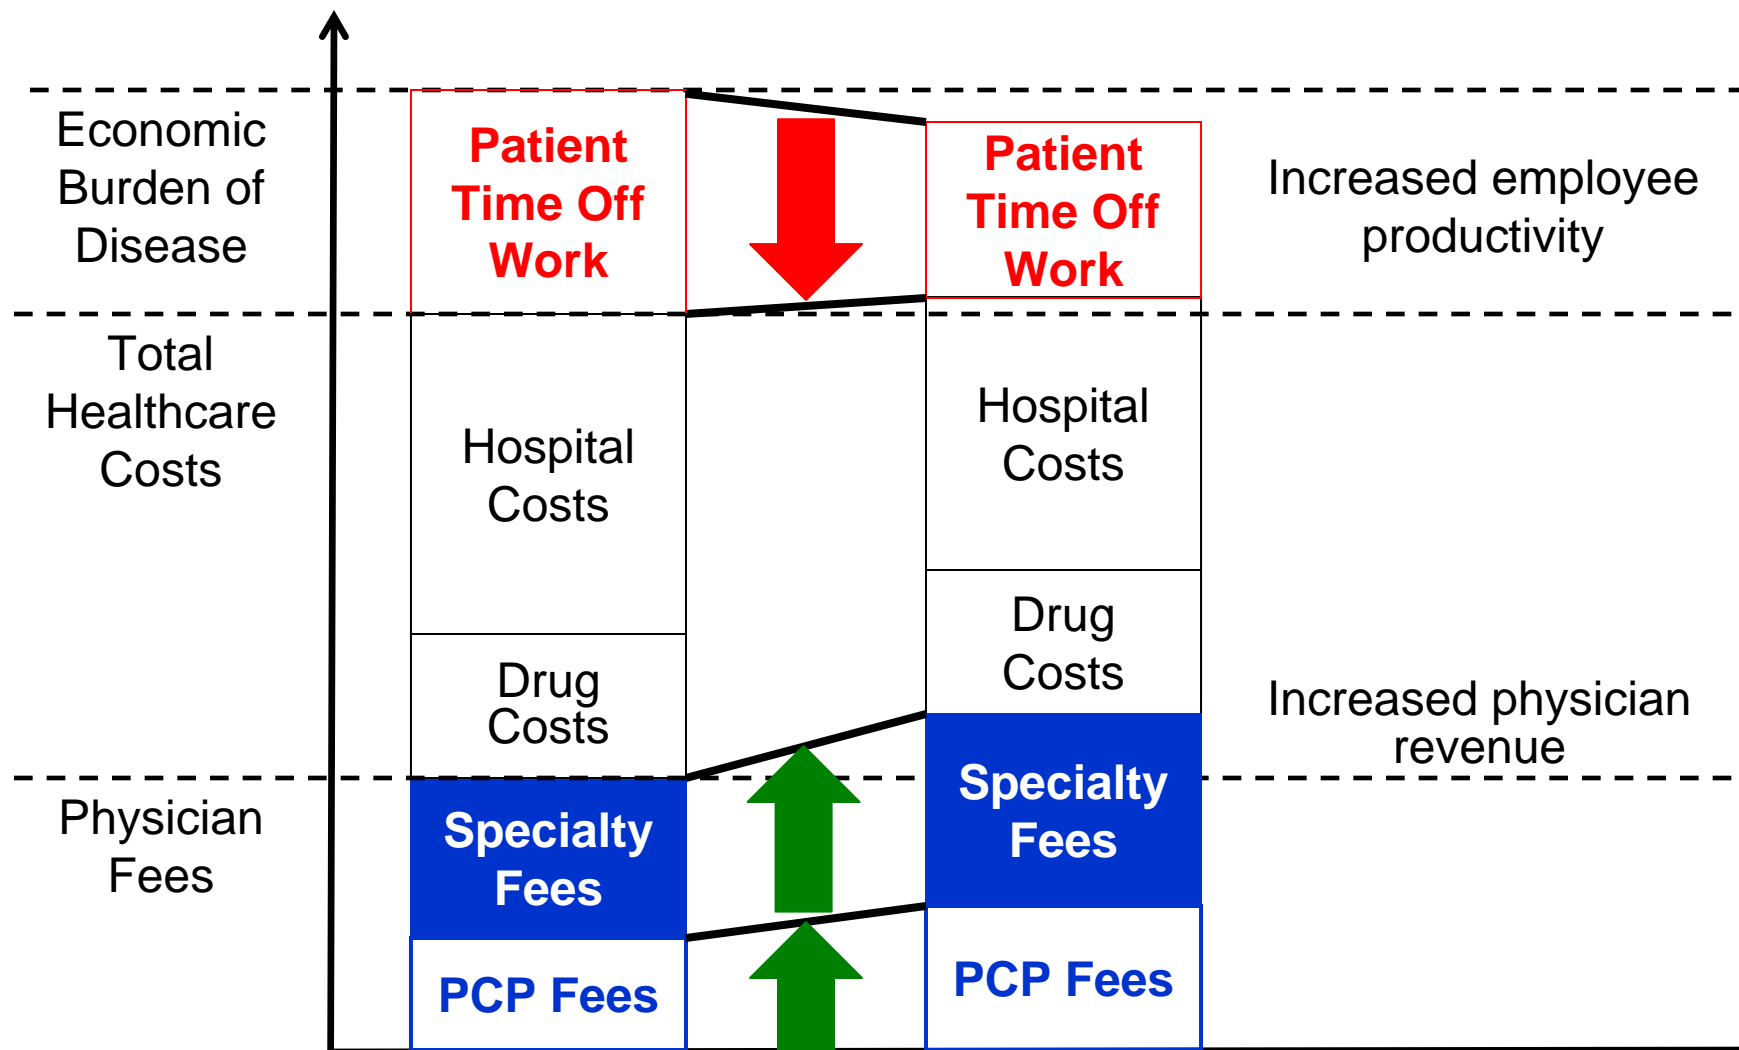 Economic
Burden of
Disease
Total
Healthcare
Costs
Physician
Fees
Patient
Time Off
Work
Hospital
Costs
Drug
Costs
Specialty
Fees
PCP Fees
Patient
Time Off
Work
Hospital
Costs
Drug
Costs
Specialty
Fees
PCP Fees
Increased employee
productivity
Increased physician
revenue